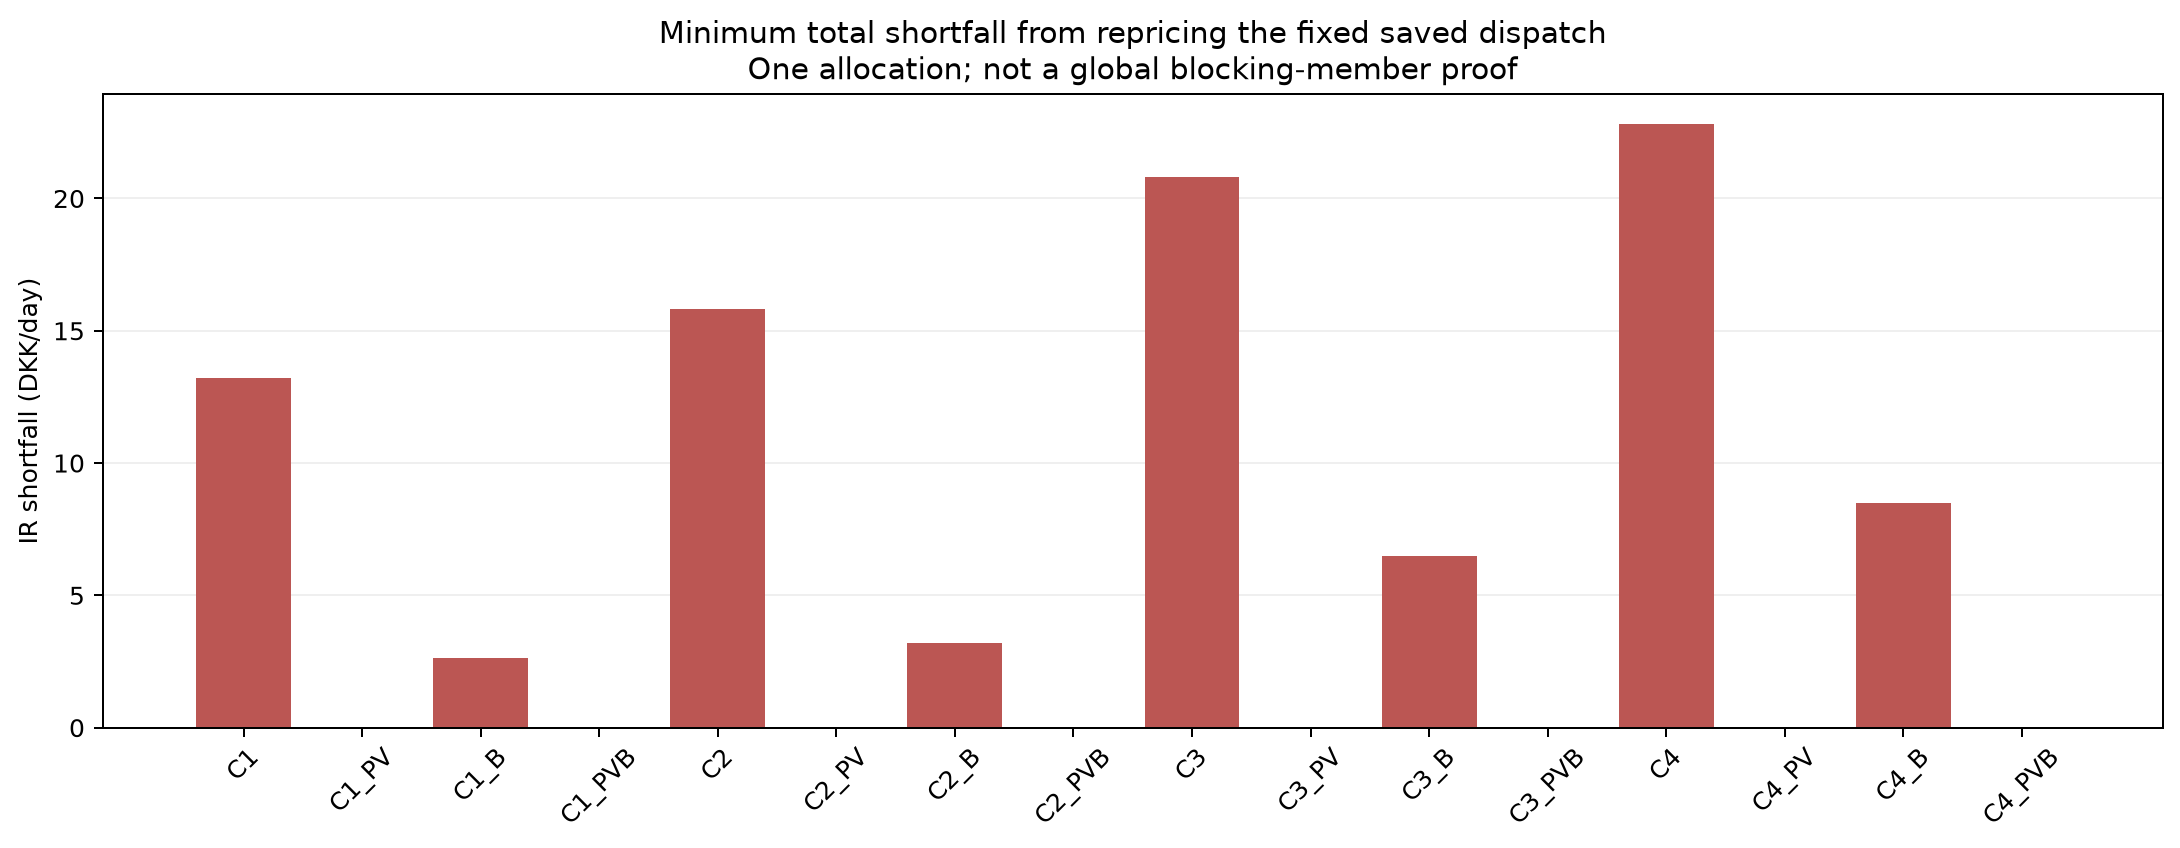 Minimum total shortfall from repricing the fixed saved dispatch
One allocation; not a global blocking-member proof
IR shortfall (DKK/day)
20
15
10
5
0
C1
C1_PV
C1_B
C1_PVB
C2
C2_PV
C2_B
C2_PVB
C3
C3_PV
C3_B
C3_PVB
C4
C4_PV
C4_B
C4_PVB